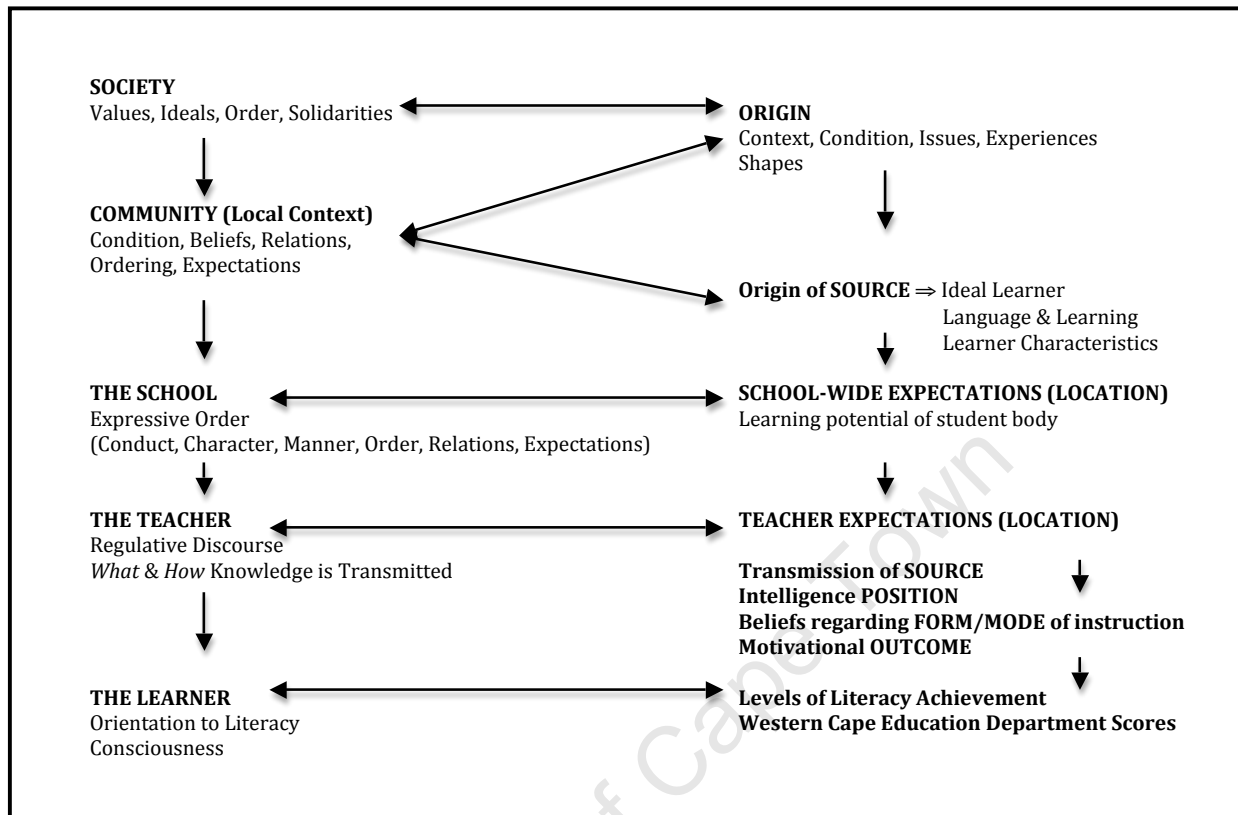 SOCIETY
Values, Ideals, Order, Solidarities
ORIGIN
Context, Condition, Issues, Experiences
Shapes
COMMUNITY (Local Context)
Condition, Beliefs, Relations,
Ordering, Expectations
Origin of SOURCE ⇒ Ideal Learner
Language & Learning
Learner Characteristics
THE SCHOOL
Expressive Order
(Conduct, Character, Manner, Order, Relations, Expectations)
SCHOOL-WIDE EXPECTATIONS (LOCATION)
Learning potential of student body
THE TEACHER
Regulative Discourse
What & How Knowledge is Transmitted
TEACHER EXPECTATIONS (LOCATION)
Transmission of SOURCE
Intelligence POSITION
Beliefs regarding FORM/MODE of instruction
Motivational OUTCOME
THE LEARNER
Orientation to Literacy
Consciousness
Levels of Literacy Achievement
Western Cape Education Department Scores
of Cape Town